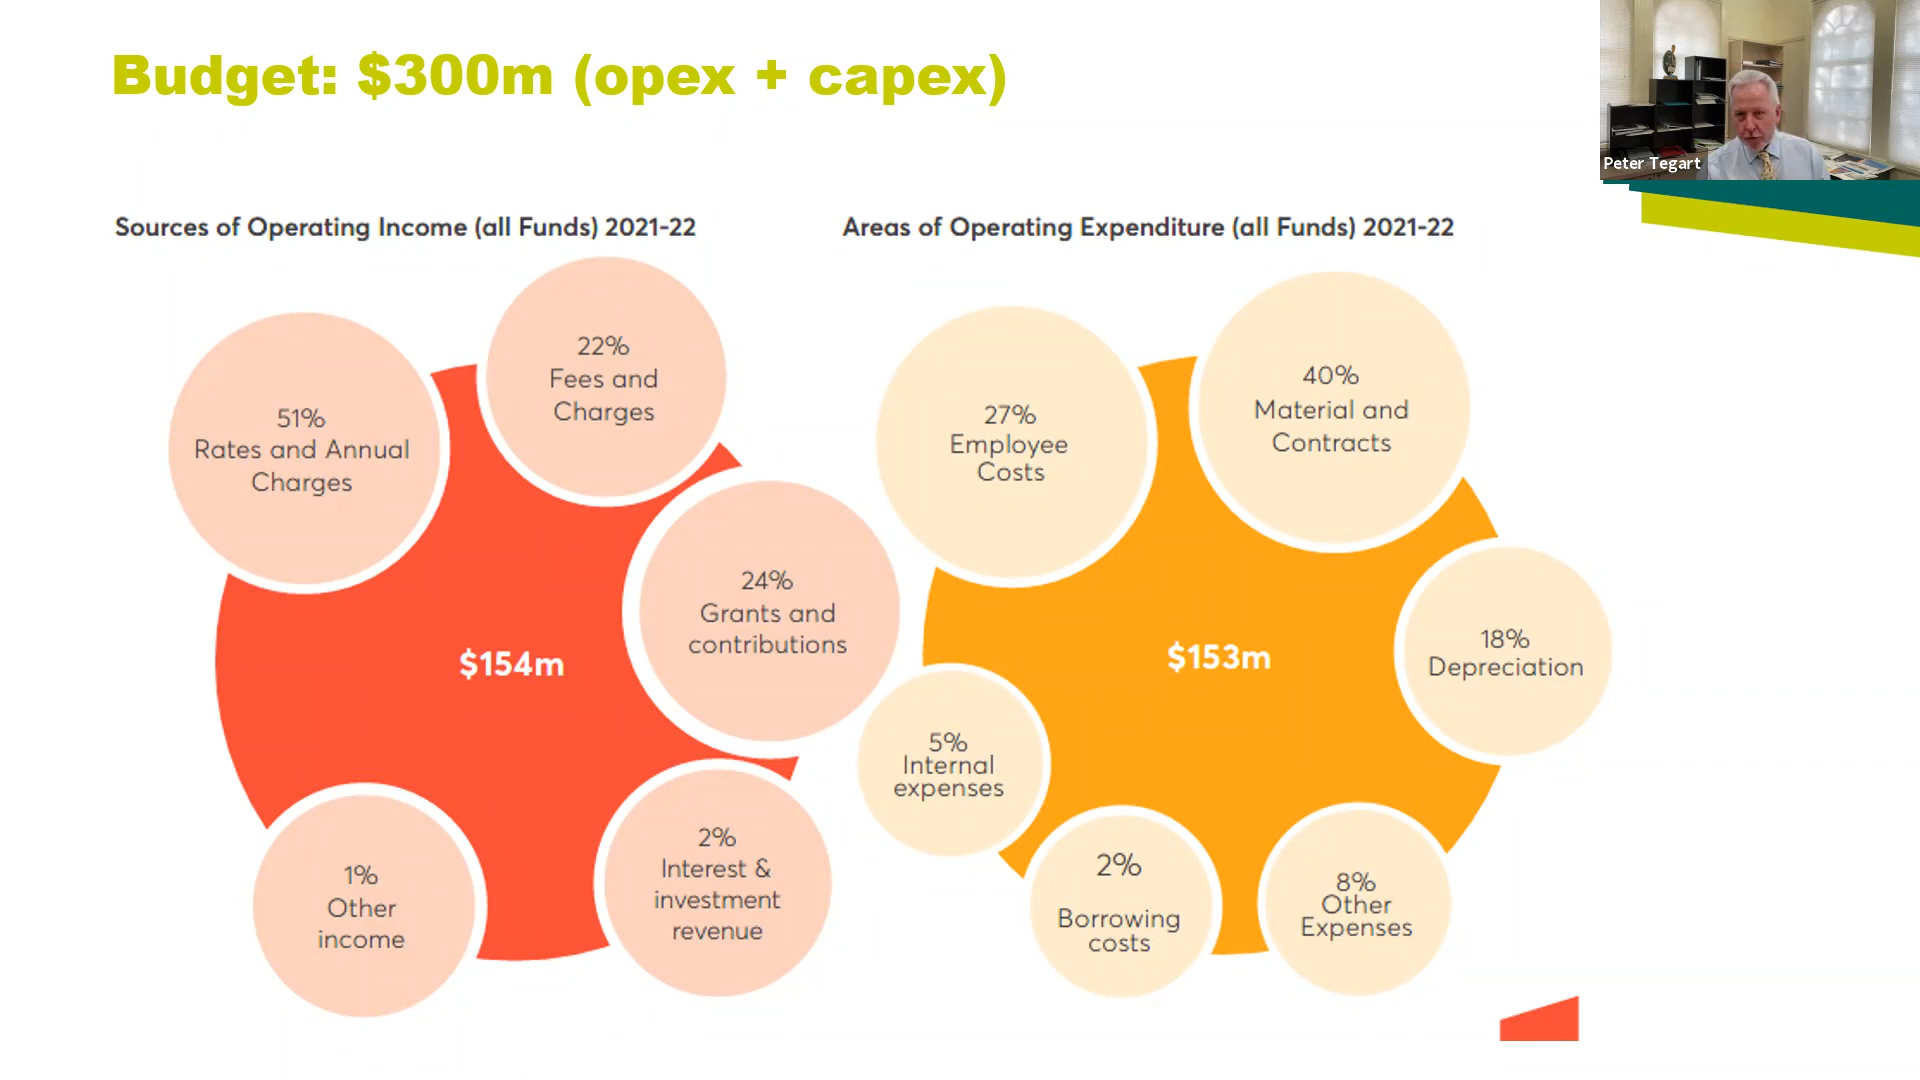 Budget: $300m (opex + capex)
Peter Tegart
Sources of Operating Income (all Funds) 2021-22
51%
Rates and Annual
Charges
22%
Fees and
Charges
24%
Grants and
contributions
$154m
1%
Other
income
2%
Interest &
investment
revenue
Areas of Operating Expenditure (all Funds) 2021-22
27%
Employee
Costs
40%
Material and
Contracts
18%
Depreciation
$153m
5%
Internal
expenses
2%
Borrowing
costs
8%
Other
Expenses